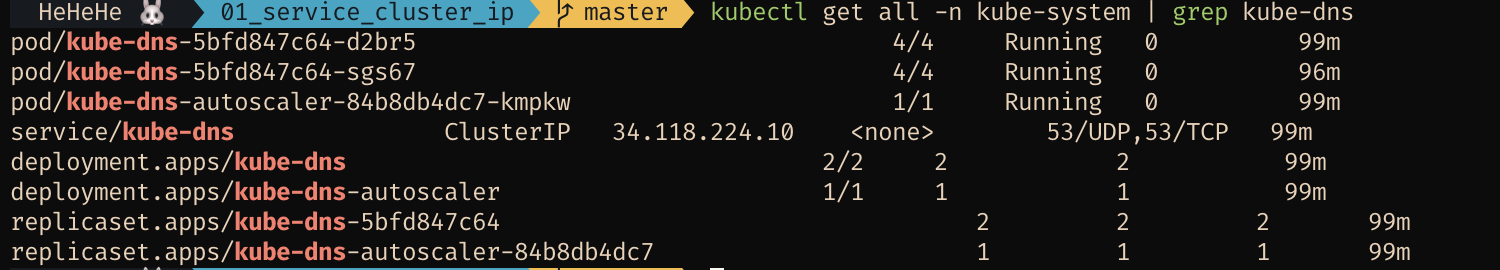 HeHeHe 🐰 01_service_cluster_ip master kubectl get all -n kube-system | grep kube-dns
pod/kube-dns-5bfd847c64-d2br5 4/4 Running 0 99m
pod/kube-dns-5bfd847c64-sgs67 4/4 Running 0 96m
pod/kube-dns-autoscaler-84b8db4dc7-kmpkw 1/1 Running 0 99m
service/kube-dns ClusterIP 34.118.224.10 <none> 53/UDP,53/TCP 99m
deployment.apps/kube-dns 2/2 2 2 99m
deployment.apps/kube-dns-autoscaler 1/1 1 1 99m
replicaset.apps/kube-dns-5bfd847c64 2 2 2 99m
replicaset.apps/kube-dns-autoscaler-84b8db4dc7 1 1 1 99m